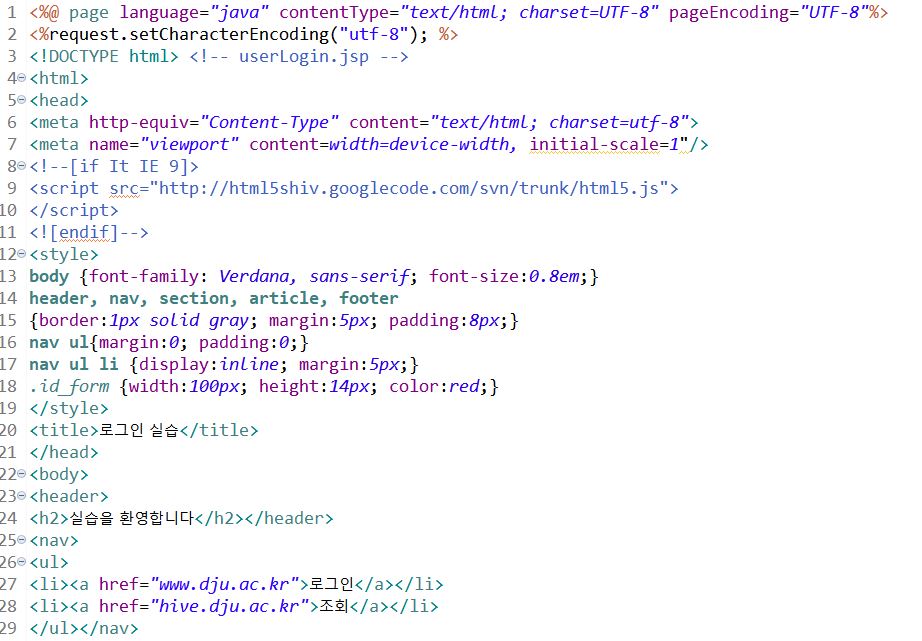 1 <%@ page language="java" contentType="text/html; charset=UTF-8" pageEncoding="UTF-8"%>
2 <%request.setCharacterEncoding("utf-8"); %>
3 <!DOCTYPE html> <!-- userLogin.jsp -->
4 <html>
5 <head>
6 <meta http-equiv="Content-Type" content="text/html; charset=utf-8">
7 <meta name="viewport" content=width=device-width, initial-scale=1"/>
8 <!--[if It IE 9]>
9 <script src="http://html5shiv.googlecode.com/svn/trunk/html5.js">
10 </script>
11 <![endif]-->
12 <style>
13 body {font-family: Verdana, sans-serif; font-size:0.8em;}
14 header, nav, section, article, footer
15 {border:1px solid gray; margin:5px; padding:8px;}
16 nav ul{margin:0; padding:0;}
17 nav ul li {display:inline; margin:5px;}
18 .id_form {width:100px; height:14px; color:red;}
19 </style>
20 <title>로그인 실습</title>
21 </head>
22 <body>
23 <header>
24 <h2>실습을 환영합니다</h2></header>
25 <nav>
26 <ul>
27 <li><a href="www.dju.ac.kr">로그인</a></li>
28 <li><a href="hive.dju.ac.kr">조회</a></li>
29 </ul></nav>